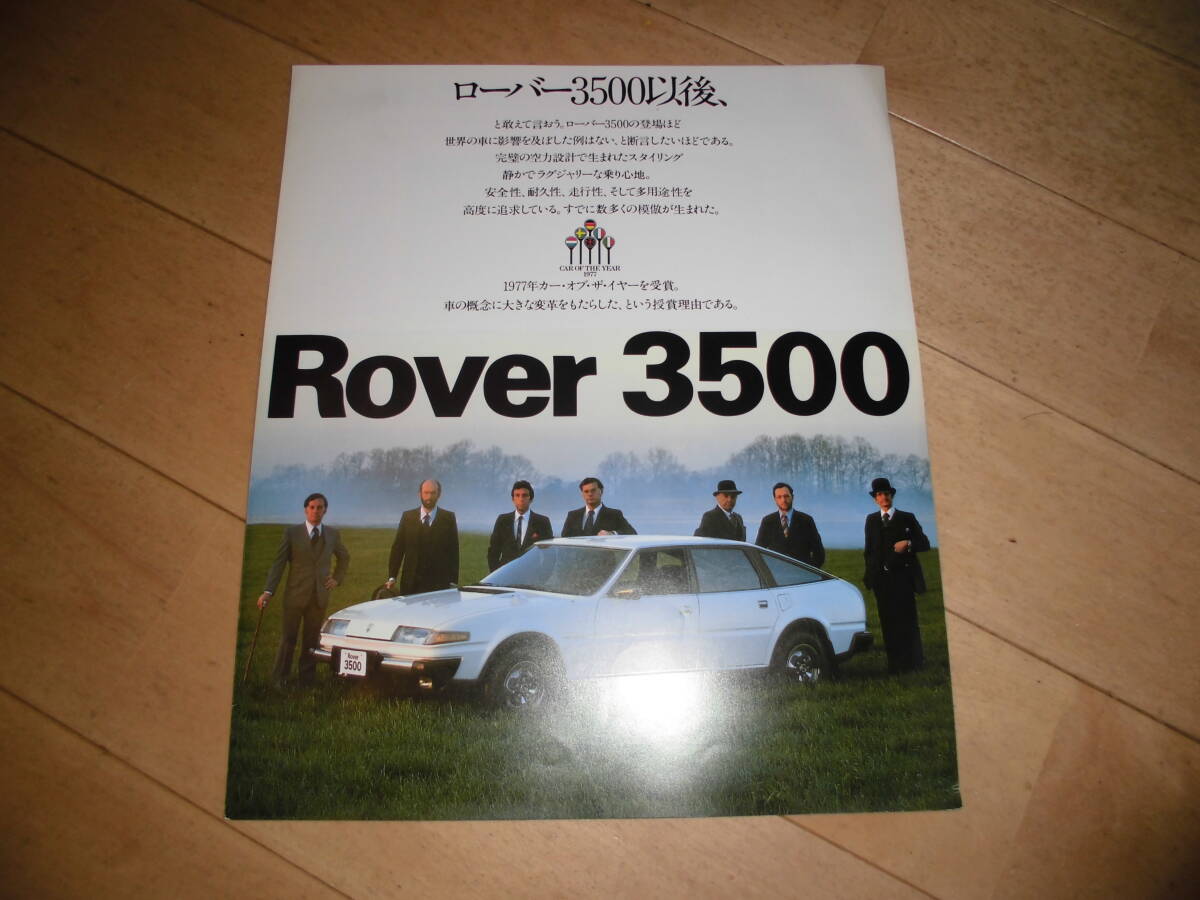 ローバー3500以後、
と敢えて言おう。ローバー3500の登場ほど
世界の車に影響を及ぼした例はない、と断言したいほどである。
完璧の空力設計で生まれたスタイリング
静かでラグジャリーな乗り心地。
安全性、耐久性、走行性、そして多用途性を
高度に追求している。すでに数多くの模倣が生まれた。
CAR OF THE YEAR
1977
1977年カー・オブ・ザ・イヤーを受賞。
車の概念に大きな変革をもたらした、という授賞理由である。
Rover 3500
Rover
3500